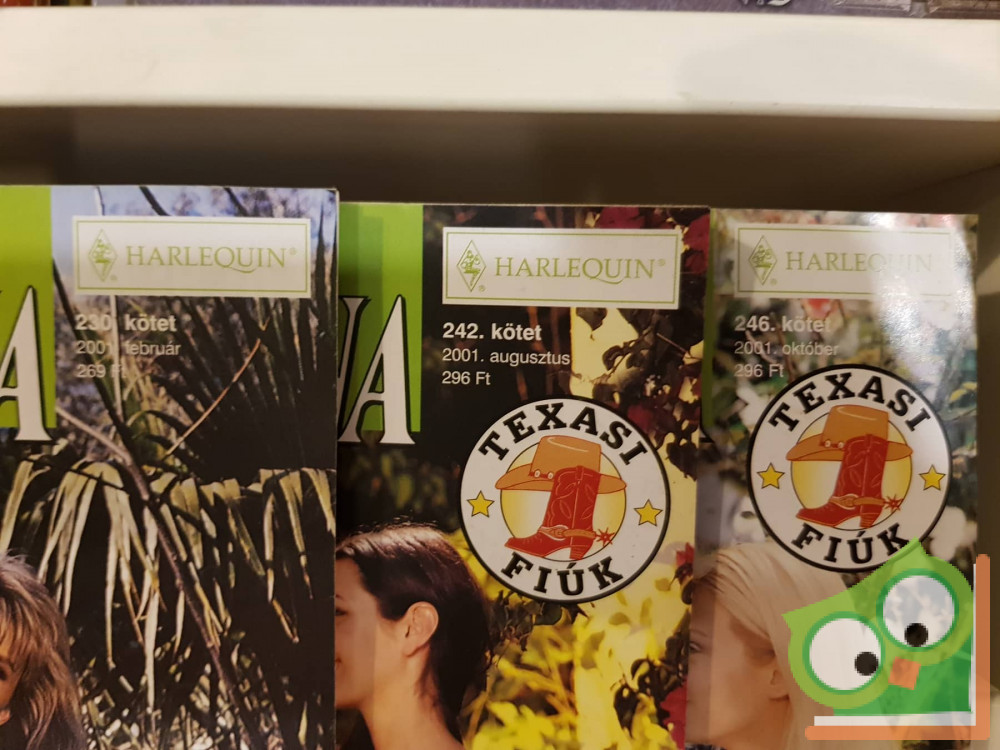 HARLEQUIN®
230. kötet
2001. február
269 Ft
A
HARLEQUIN®
242. kötet
2001. augusztus
296 Ft
NA
TEXASI
FIÚK
HARLEQUIN
246. kötet
2001. október
296 Ft
TEXASI
FIÚK